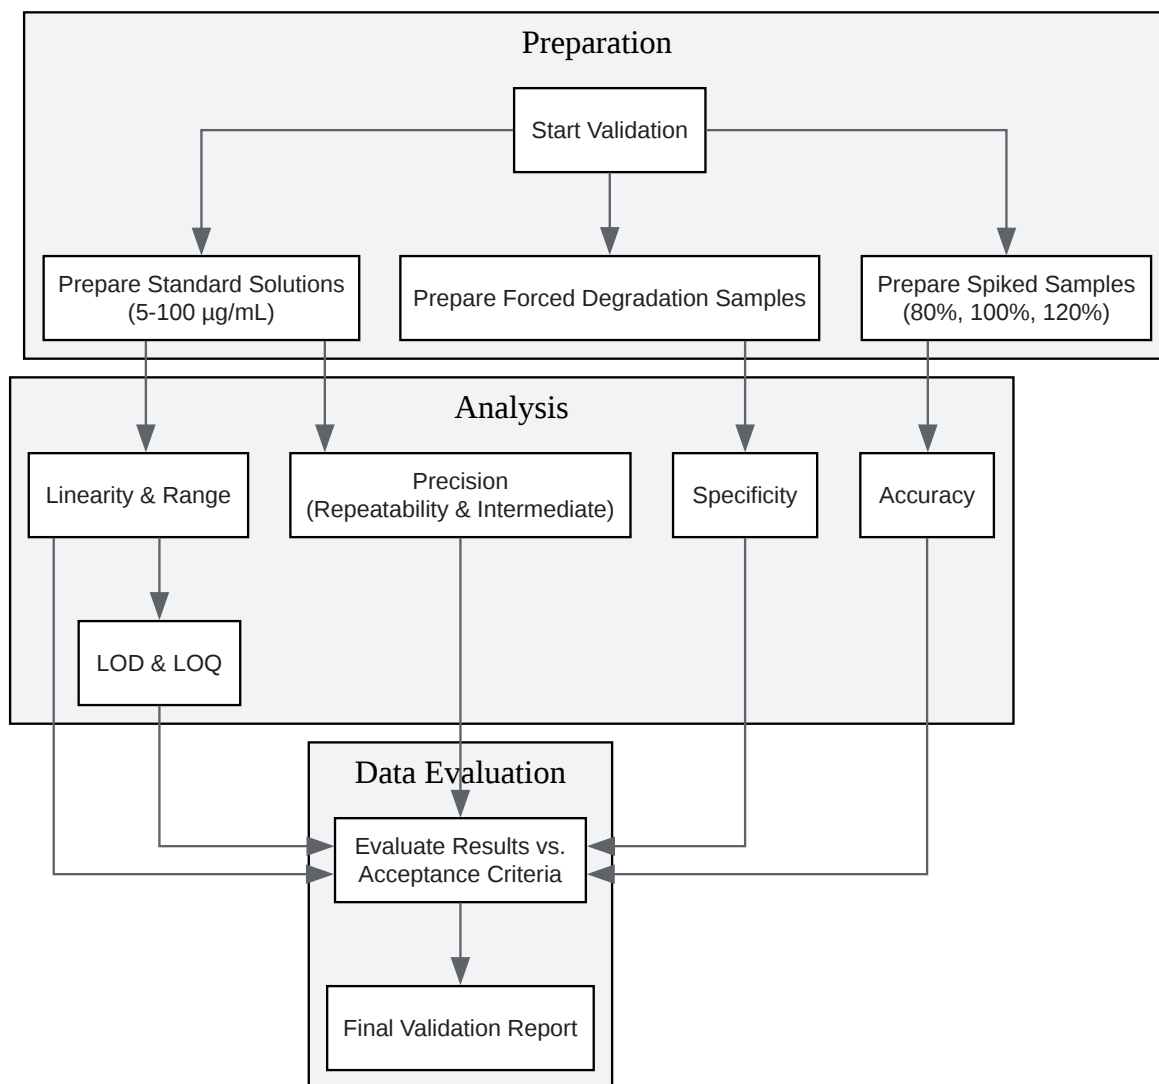 Preparation
Start Validation
Prepare Standard Solutions
(5-100 µg/mL)
Prepare Forced Degradation Samples
Prepare Spiked Samples
(80%, 100%, 120%)
Analysis
Linearity & Range
Precision
(Repeatability & Intermediate)
Specificity
Accuracy
LOD & LOQ
Data Evaluation
Evaluate Results vs.
Acceptance Criteria
Final Validation Report